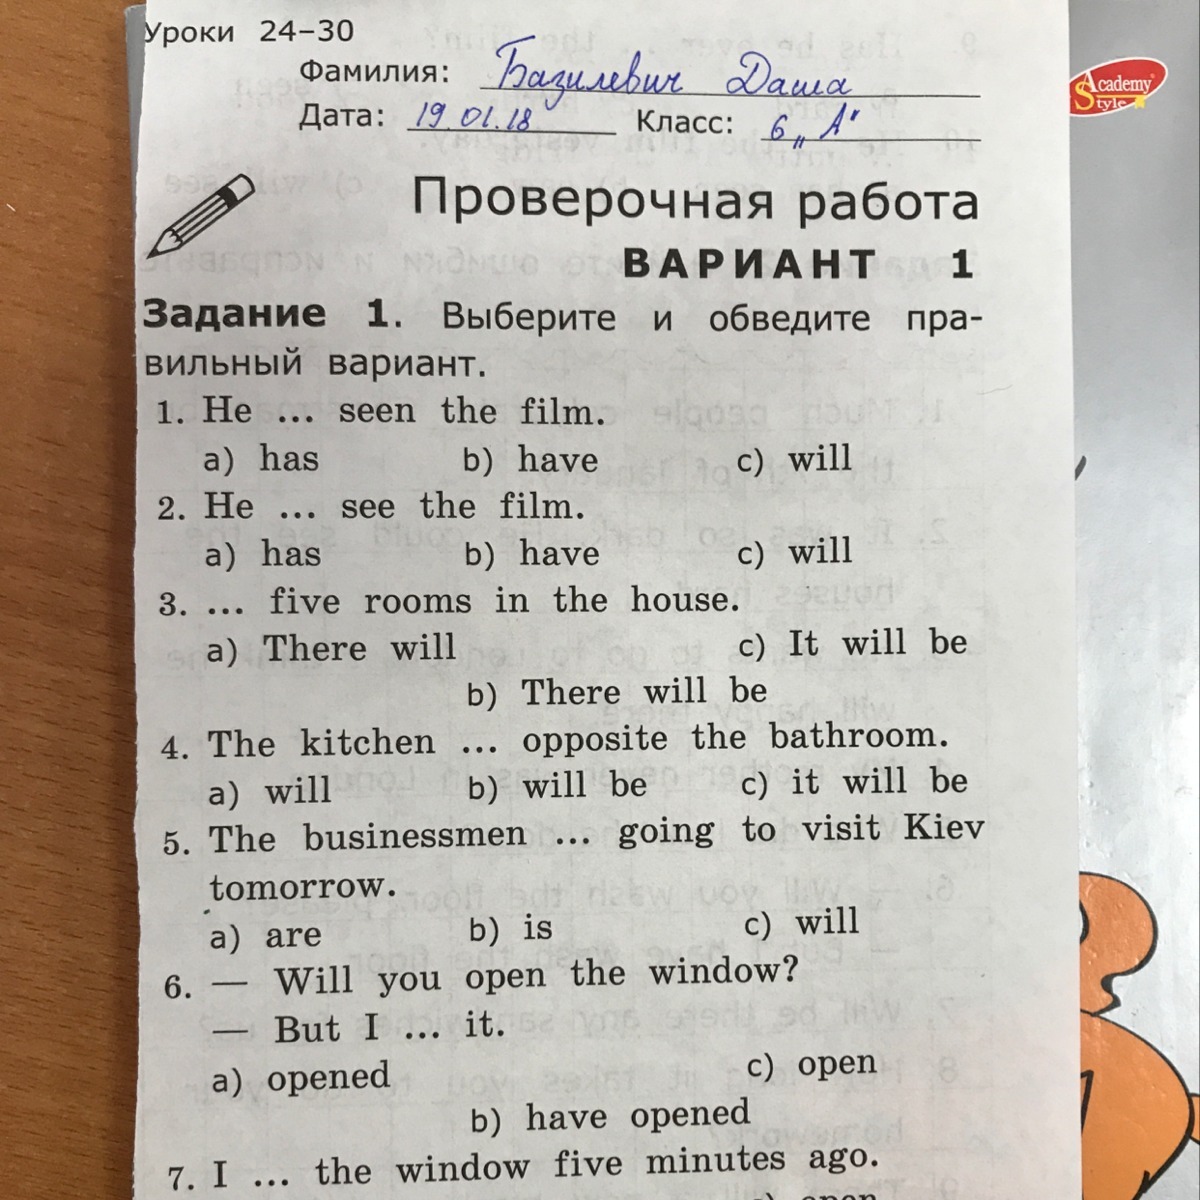 Уроки 24–30
Фамилия: Базилевич Даша
Дата: 19.01.18 Класс: 6 „А"
Academy Style
Проверочная работа
ВАРИАНТ 1
Задание 1. Выберите и обведите пра-
вильный вариант.
1. He ... seen the film.
a) has b) have c) will
2. He ... see the film.
a) has b) have c) will
3. ... five rooms in the house.
a) There will c) It will be
b) There will be
4. The kitchen ... opposite the bathroom.
a) will b) will be c) it will be
5. The businessmen ... going to visit Kiev
tomorrow.
a) are b) is c) will
6. — Will you open the window?
— But I ... it.
a) opened c) open
b) have opened
7. I ... the window five minutes ago.